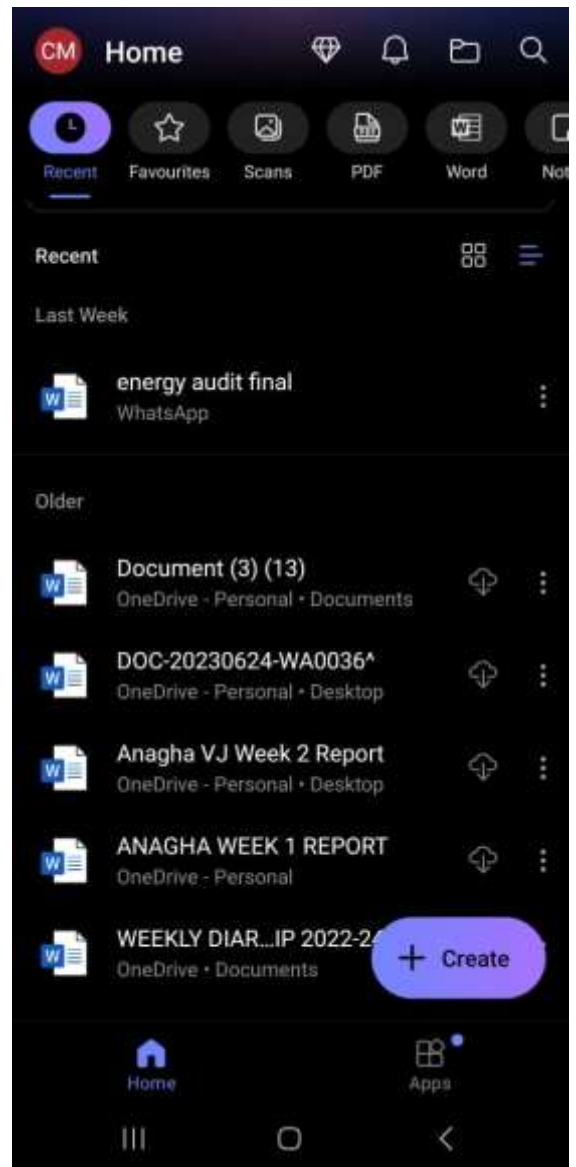 CM Home
Recent Favourites Scans PDF Word Not
Recent
Last Week
energy audit final
WhatsApp
Older
Document (3) (13)
OneDrive - Personal • Documents
DOC-20230624-WA0036^
OneDrive - Personal • Desktop
Anagha VJ Week 2 Report
OneDrive - Personal • Desktop
ANAGHA WEEK 1 REPORT
OneDrive - Personal
WEEKLY DIAR...IP 2022-24
OneDrive • Documents
+ Create
Home Apps